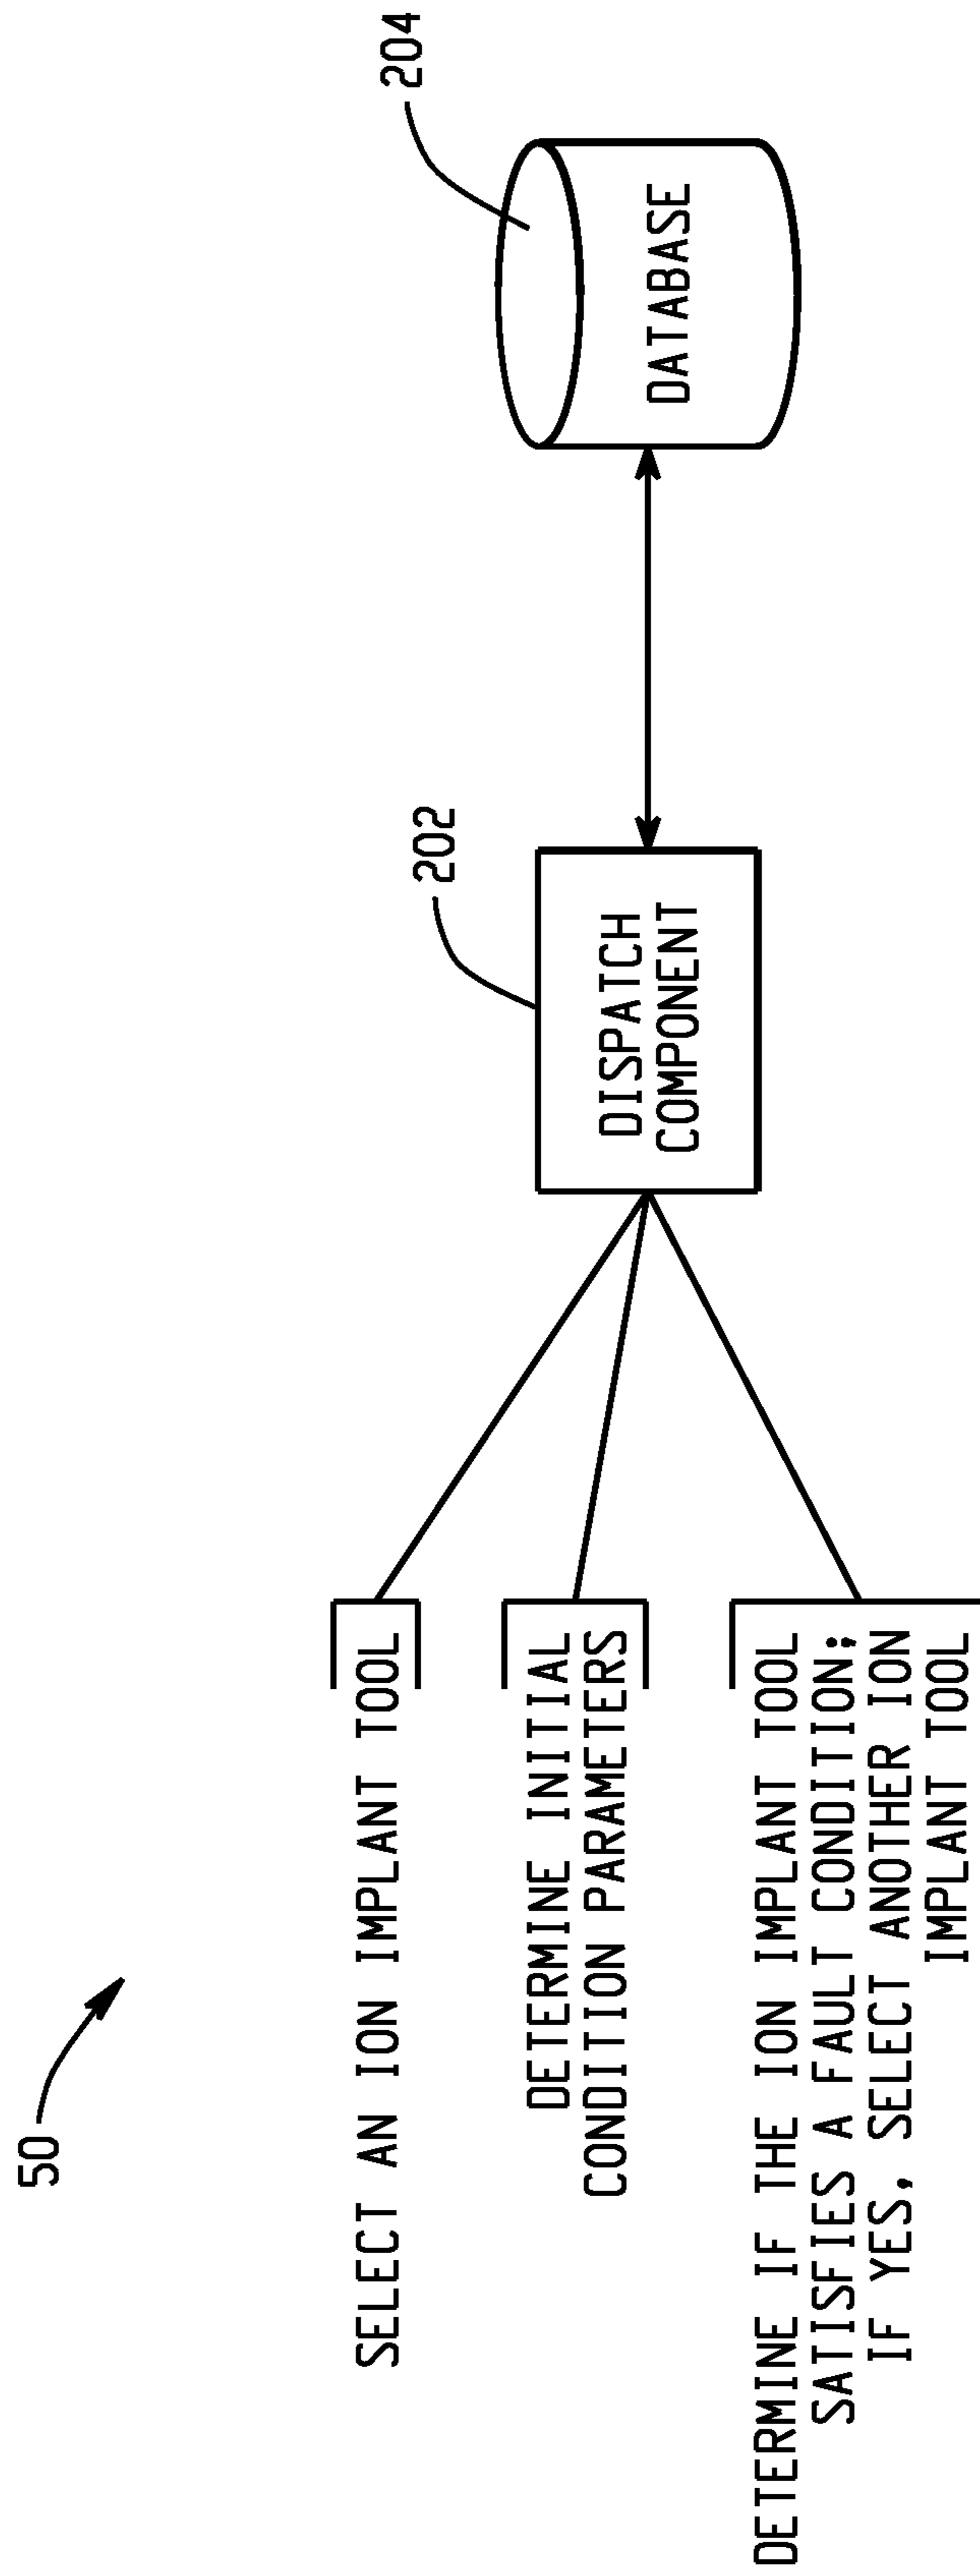 50
SELECT AN ION IMPLANT TOOL
DETERMINE INITIAL
CONDITION PARAMETERS
DETERMINE IF THE ION IMPLANT TOOL
SATISFIES A FAULT CONDITION;
IF YES, SELECT ANOTHER ION
IMPLANT TOOL
202
DISPATCH
COMPONENT
204
DATABASE